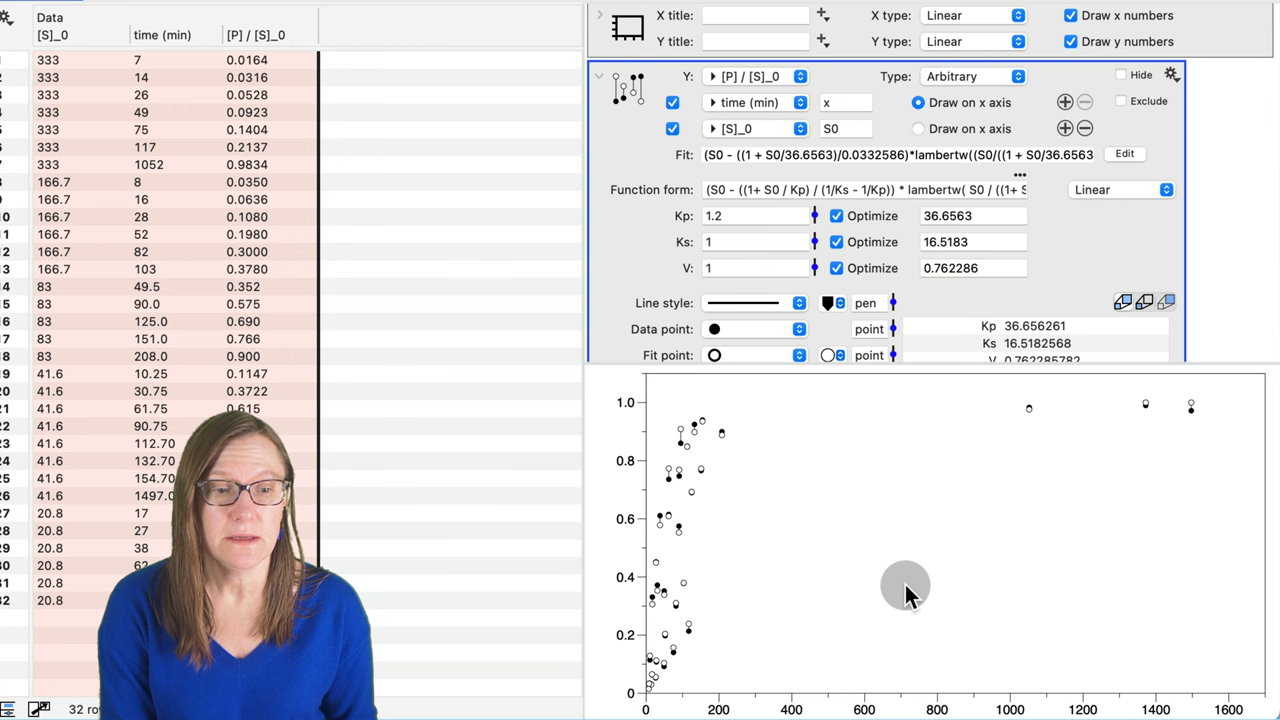 Data
[S]_0 time (min) [P] / [S]_0
333 7 0.0164
333 14 0.0316
333 26 0.0528
333 49 0.0923
333 75 0.1404
333 117 0.2137
333 1052 0.9834
166.7 8 0.0350
166.7 16 0.0636
166.7 28 0.1080
166.7 52 0.1980
166.7 82 0.3000
166.7 103 0.3780
83 49.5 0.352
83 90.0 0.575
83 125.0 0.690
83 151.0 0.766
83 208.0 0.900
41.6 10.25 0.1147
41.6 30.75 0.3722
41.6 61.75 0.615
41.6 90.75
41.6 112.70
41.6 132.70
41.6 154.70
41.6 1497.0
20.8 17
20.8 27
20.8 38
20.8 62
20.8
20.8
X title: X type: Linear Draw x numbers
Y title: Y type: Linear Draw y numbers
Y: [P] / [S]_0 Type: Arbitrary Hide
time (min) x Draw on x axis Exclude
[S]_0 S0 Draw on x axis
Fit: (S0 - ((1 + S0/36.6563)/0.0332586)*lambertw((S0/((1 + S0/36.6563 Edit
Function form: (S0 - ((1+ S0 / Kp) / (1/Ks - 1/Kp)) * lambertw( S0 / ((1+ S Linear
Kp: 1.2 Optimize 36.6563
Ks: 1 Optimize 16.5183
V: 1 Optimize 0.762286
Line style: pen
Data point: point Kp 36.656261
Ks 16.5182568
Fit point: point V 0.762285782
1.0
0.8
0.6
0.4
0.2
0
0 200 400 600 800 1000 1200 1400 1600